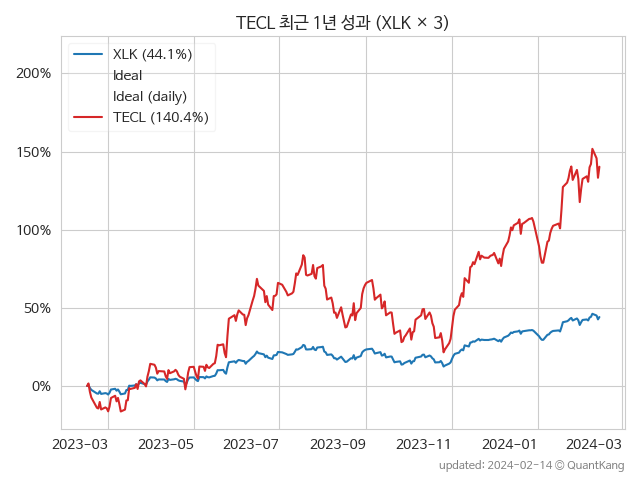 TECL 최근 1년 성과 (XLK × 3)
XLK (44.1%)
Ideal
Ideal (daily)
TECL (140.4%)
200%
150%
100%
50%
0%
2023-03 2023-05 2023-07 2023-09 2023-11 2024-01 2024-03
updated: 2024-02-14 © QuantKang